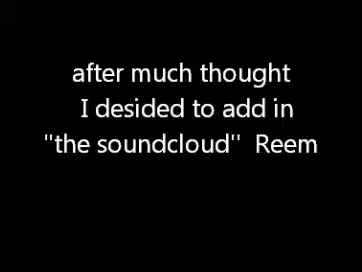 after much thought
I desided to add in
"the soundcloud"  Reem